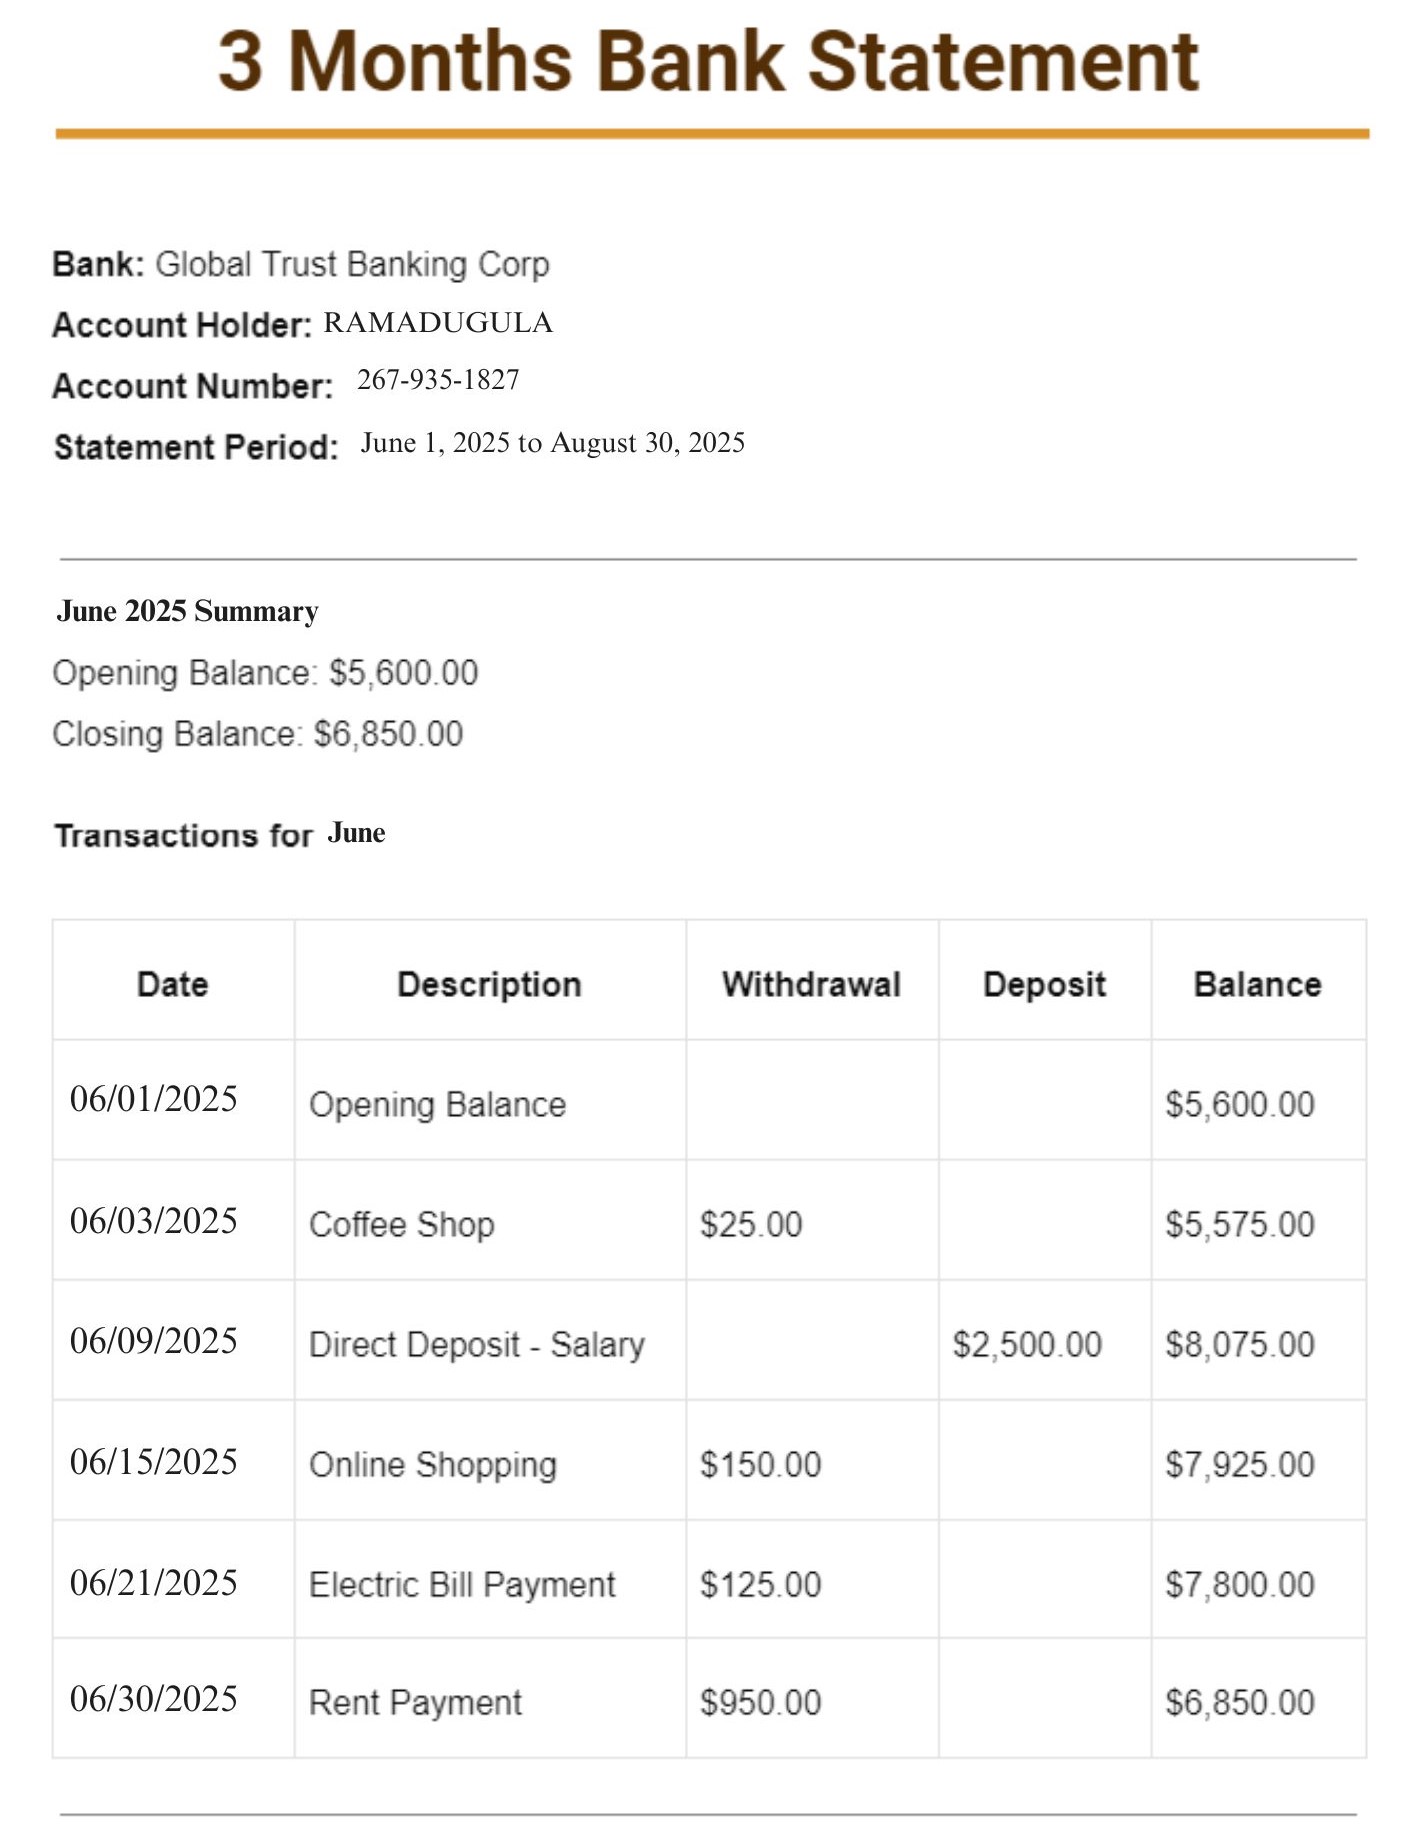 3 Months Bank Statement
Bank: Global Trust Banking Corp
Account Holder: RAMADUGULA
Account Number: 267-935-1827
Statement Period: June 1, 2025 to August 30, 2025
June 2025 Summary
Opening Balance: $5,600.00
Closing Balance: $6,850.00
Transactions for June
Date Description Withdrawal Deposit Balance
06/01/2025 Opening Balance $5,600.00
06/03/2025 Coffee Shop $25.00 $5,575.00
06/09/2025 Direct Deposit - Salary $2,500.00 $8,075.00
06/15/2025 Online Shopping $150.00 $7,925.00
06/21/2025 Electric Bill Payment $125.00 $7,800.00
06/30/2025 Rent Payment $950.00 $6,850.00